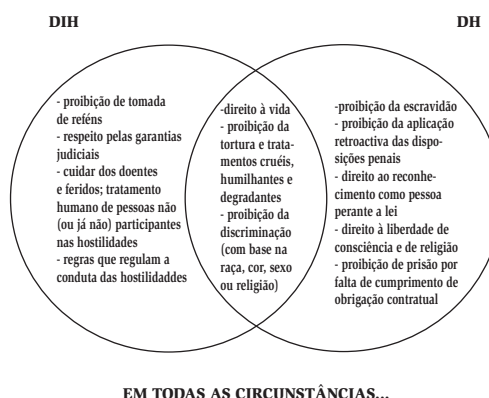 DIH
DH
- proibição de tomada
de reféns
- respeito pelas garantias
judiciais
- cuidar dos doentes
e feridos; tratamento
humano de pessoas não
(ou já não) participantes
nas hostilidades
- regras que regulam a
conduta das hostilidaddes
-direito à vida
- proibição da
tortura e trata-
mentos cruéis,
humilhantes e
degradantes
- proibição da
discriminação
(com base na
raça, cor, sexo
ou religião)
-proibição da escravidão
- proibição da aplicação
retroactiva das dispo-
sições penais
- direito ao reconhe-
cimento como pessoa
perante a lei
- direito à liberdade de
consciência e de religião
- proibição de prisão por
falta de cumprimento de
obrigação contratual
EM TODAS AS CIRCUNSTÂNCIAS...